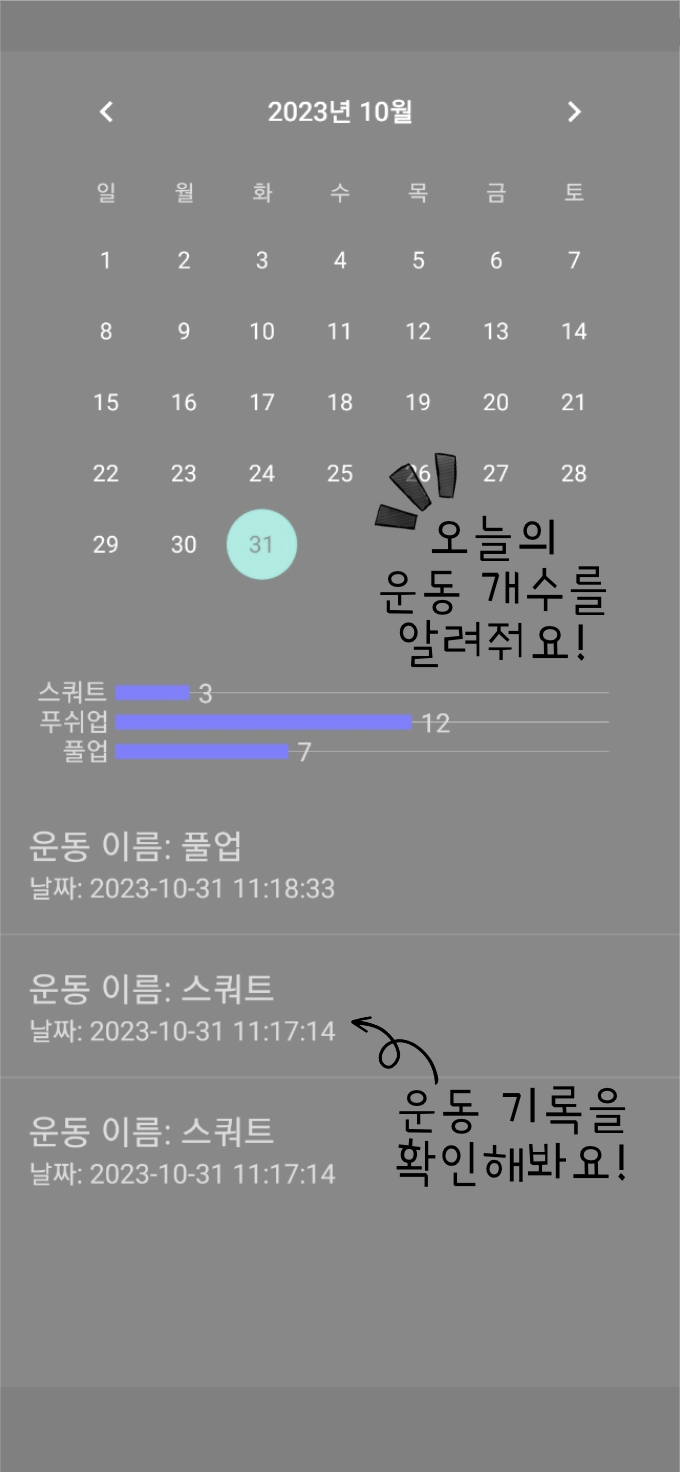 2023년 10월
일 월 화 수 목 금 토
1 2 3 4 5 6 7
8 9 10 11 12 13 14
15 16 17 18 19 20 21
22 23 24 25 26 27 28
29 30 31
오늘의
운동 개수를
알려줘요!
스쿼트 3
푸쉬업 12
풀업 7
운동 이름: 풀업
날짜: 2023-10-31 11:18:33
운동 이름: 스쿼트
날짜: 2023-10-31 11:17:14
운동 이름: 스쿼트
날짜: 2023-10-31 11:17:14
운동 기록을
확인해봐요!